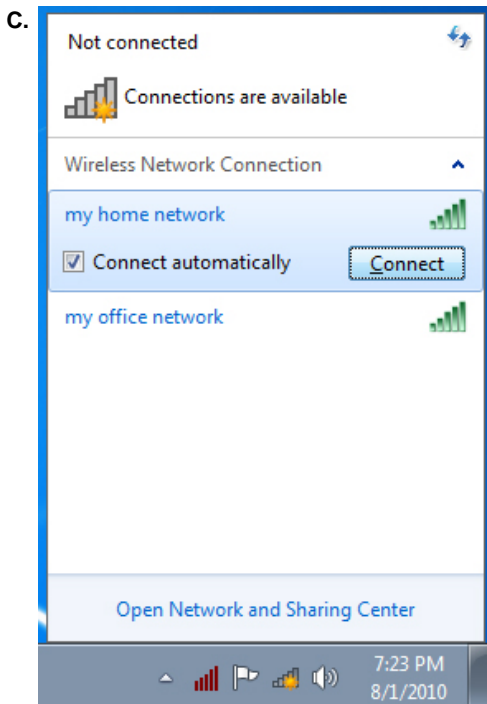 C.
Not connected
Connections are available
Wireless Network Connection
my home network
Connect automatically Connect
my office network
Open Network and Sharing Center
7:23 PM
8/1/2010